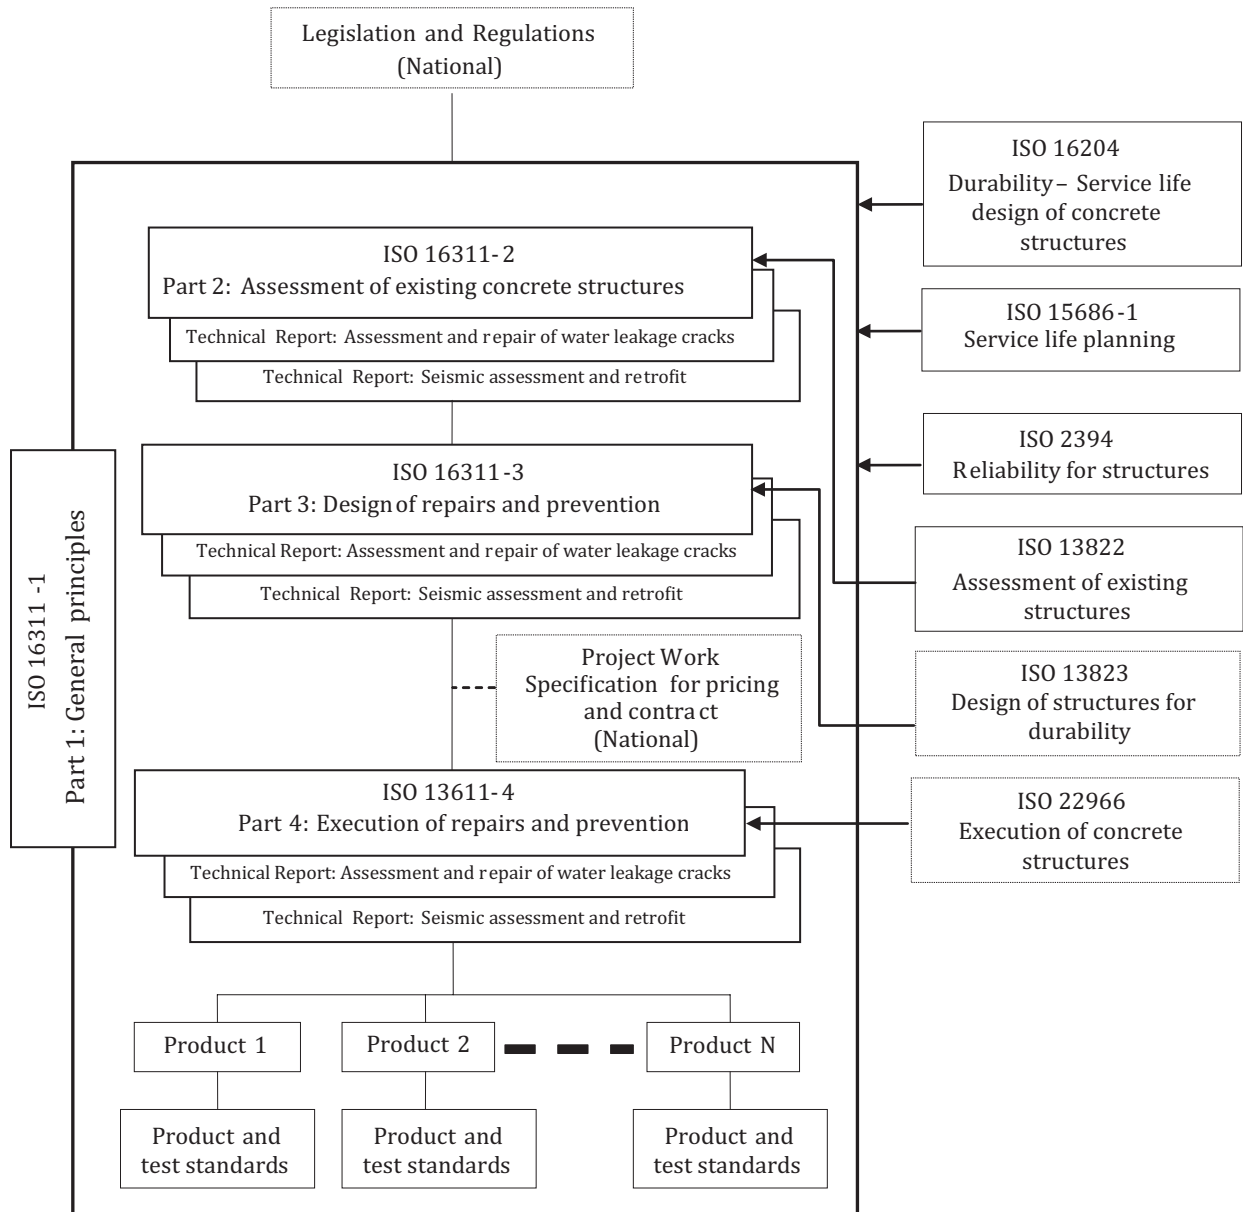 Legislation and Regulations
(National)
ISO 16204
Durability – Service life
design of concrete
structures
ISO 16311-2
Part 2: Assessment of existing concrete structures
Technical Report: Assessment and repair of water leakage cracks
Technical Report: Seismic assessment and retrofit
ISO 15686-1
Service life planning
ISO 16311-1
Part 1: General principles
ISO 16311-3
Part 3: Design of repairs and prevention
Technical Report: Assessment and repair of water leakage cracks
Technical Report: Seismic assessment and retrofit
ISO 2394
Reliability for structures
ISO 13822
Assessment of existing
structures
Project Work
Specification for pricing
and contract
(National)
ISO 13823
Design of structures for
durability
ISO 13611-4
Part 4: Execution of repairs and prevention
Technical Report: Assessment and repair of water leakage cracks
Technical Report: Seismic assessment and retrofit
ISO 22966
Execution of concrete
structures
Product 1
Product 2
Product N
Product and
test standards
Product and
test standards
Product and
test standards